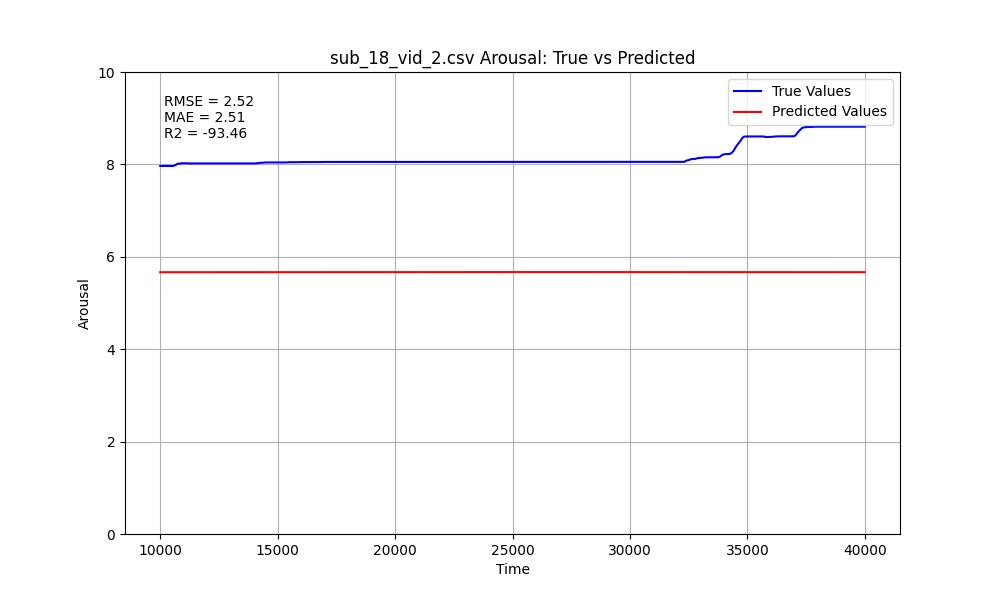 sub_18_vid_2.csv Arousal: True vs Predicted
RMSE = 2.52
MAE = 2.51
R2 = -93.46
True Values
Predicted Values
10
8
6
4
2
0
Arousal
10000
15000
20000
25000
30000
35000
40000
Time